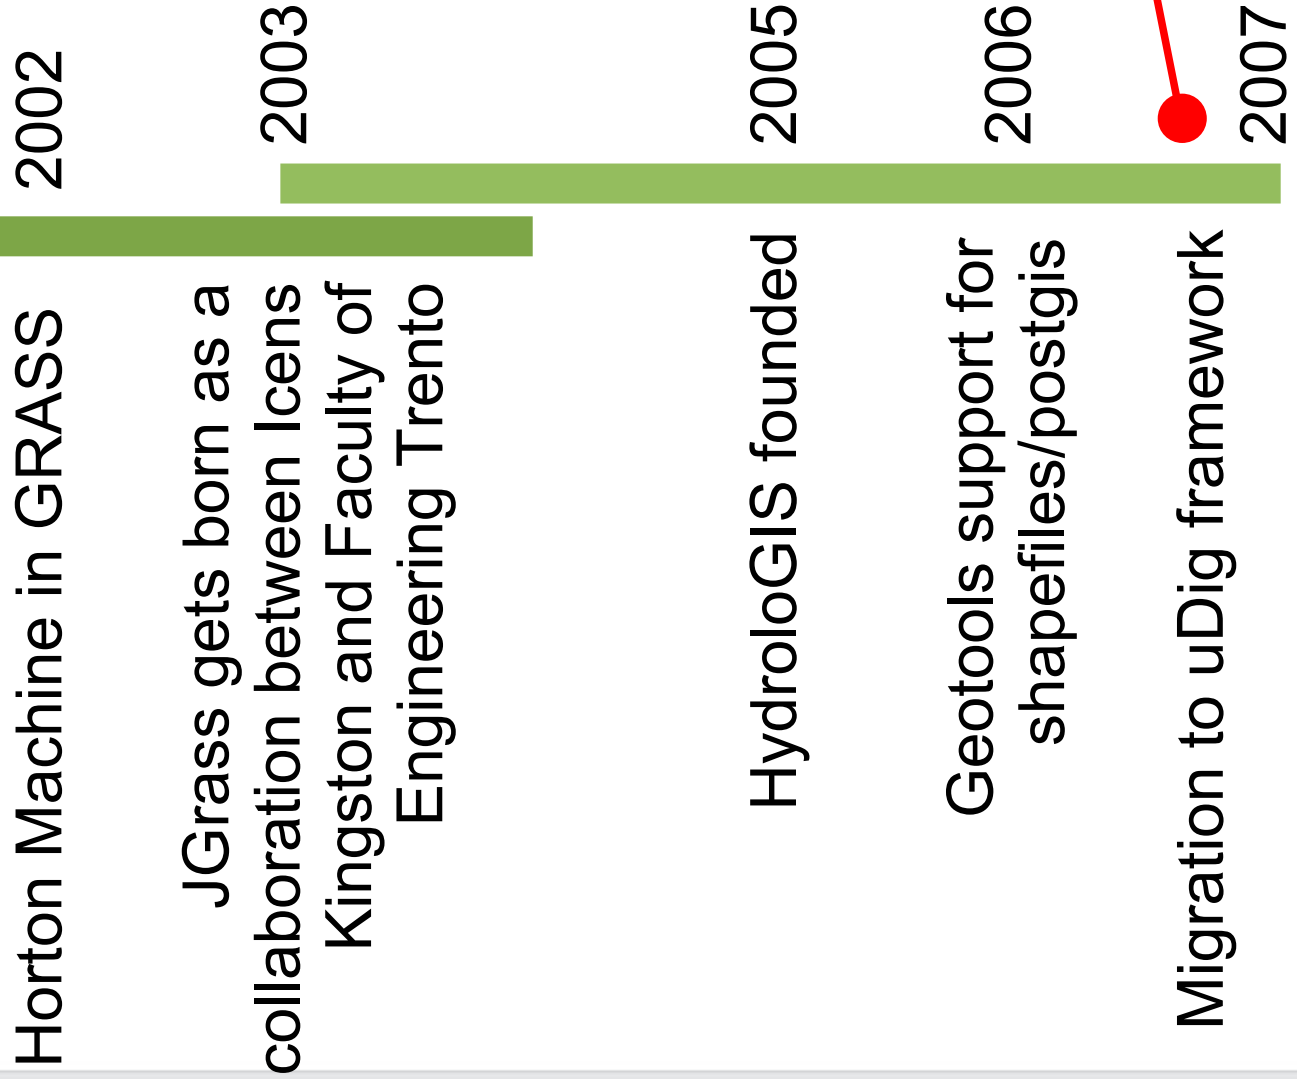 2002
2003
2005
2006
2007
Horton Machine in GRASS
JGrass gets born as a
collaboration between Icens
Kingston and Faculty of
Engineering Trento
HydroloGIS founded
Geotools support for
shapefiles/postgis
Migration to uDig framework